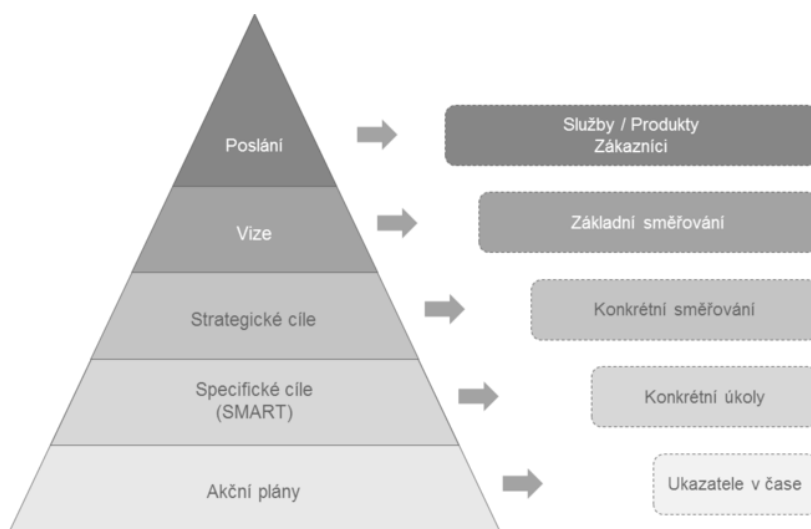 Poslání
Služby / Produkty
Zákazníci
Vize
Základní směřování
Strategické cíle
Konkrétní směřování
Specifické cíle
(SMART)
Konkrétní úkoly
Akční plány
Ukazatele v čase